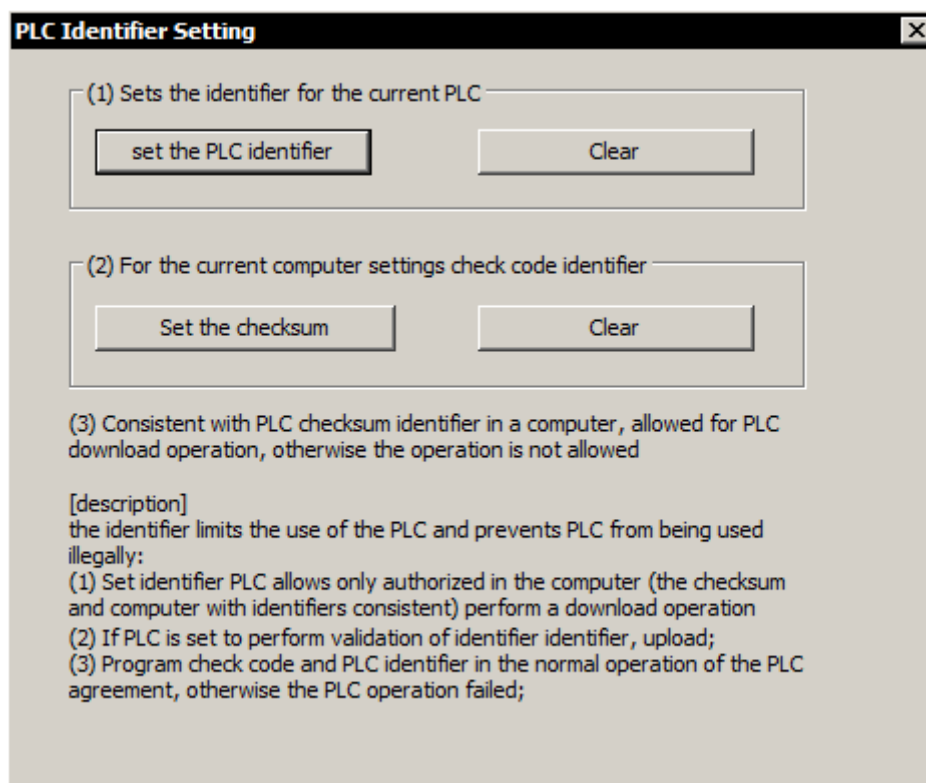 PLC Identifier Setting
(1) Sets the identifier for the current PLC
set the PLC identifier
Clear
(2) For the current computer settings check code identifier
Set the checksum
Clear
(3) Consistent with PLC checksum identifier in a computer, allowed for PLC
download operation, otherwise the operation is not allowed
[description]
the identifier limits the use of the PLC and prevents PLC from being used
illegally:
(1) Set identifier PLC allows only authorized in the computer (the checksum
and computer with identifiers consistent) perform a download operation
(2) If PLC is set to perform validation of identifier identifier, upload;
(3) Program check code and PLC identifier in the normal operation of the PLC
agreement, otherwise the PLC operation failed;